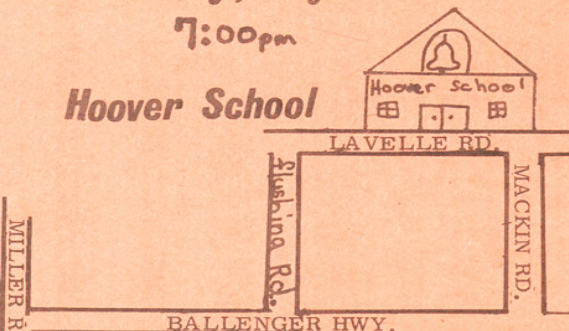 7:00pm
Hoover School
Hoover School
LAVELLE RD.
flushing Rd.
MACKIN RD.
MILLER R
BALLENGER HWY.